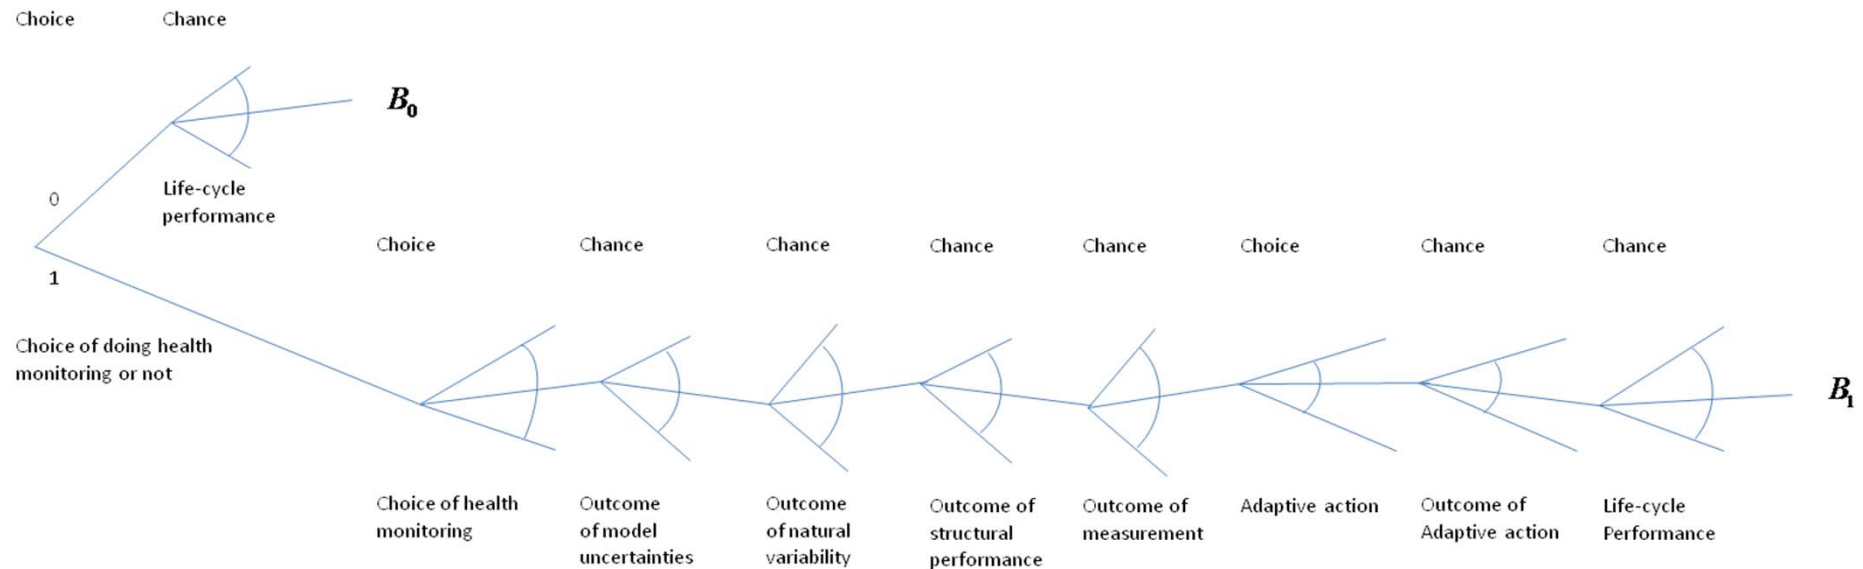 Choice
Chance
B0
0
Life-cycle
performance
1
Choice of doing health
monitoring or not
Choice
Chance
Chance
Chance
Chance
Choice
Chance
Chance
B1
Choice of health
monitoring
Outcome
of model
uncertainties
Outcome
of natural
variability
Outcome of
structural
performance
Outcome of
measurement
Adaptive action
Outcome of
Adaptive action
Life-cycle
Performance